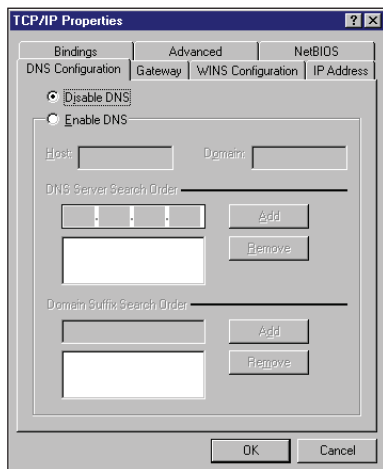 TCP/IP Properties
Bindings Advanced NetBIOS
DNS Configuration Gateway WINS Configuration IP Address
Disable DNS
Enable DNS
Host: Domain:
DNS Server Search Order
. . . Add
Remove
Domain Suffix Search Order
Add
Remove
OK Cancel